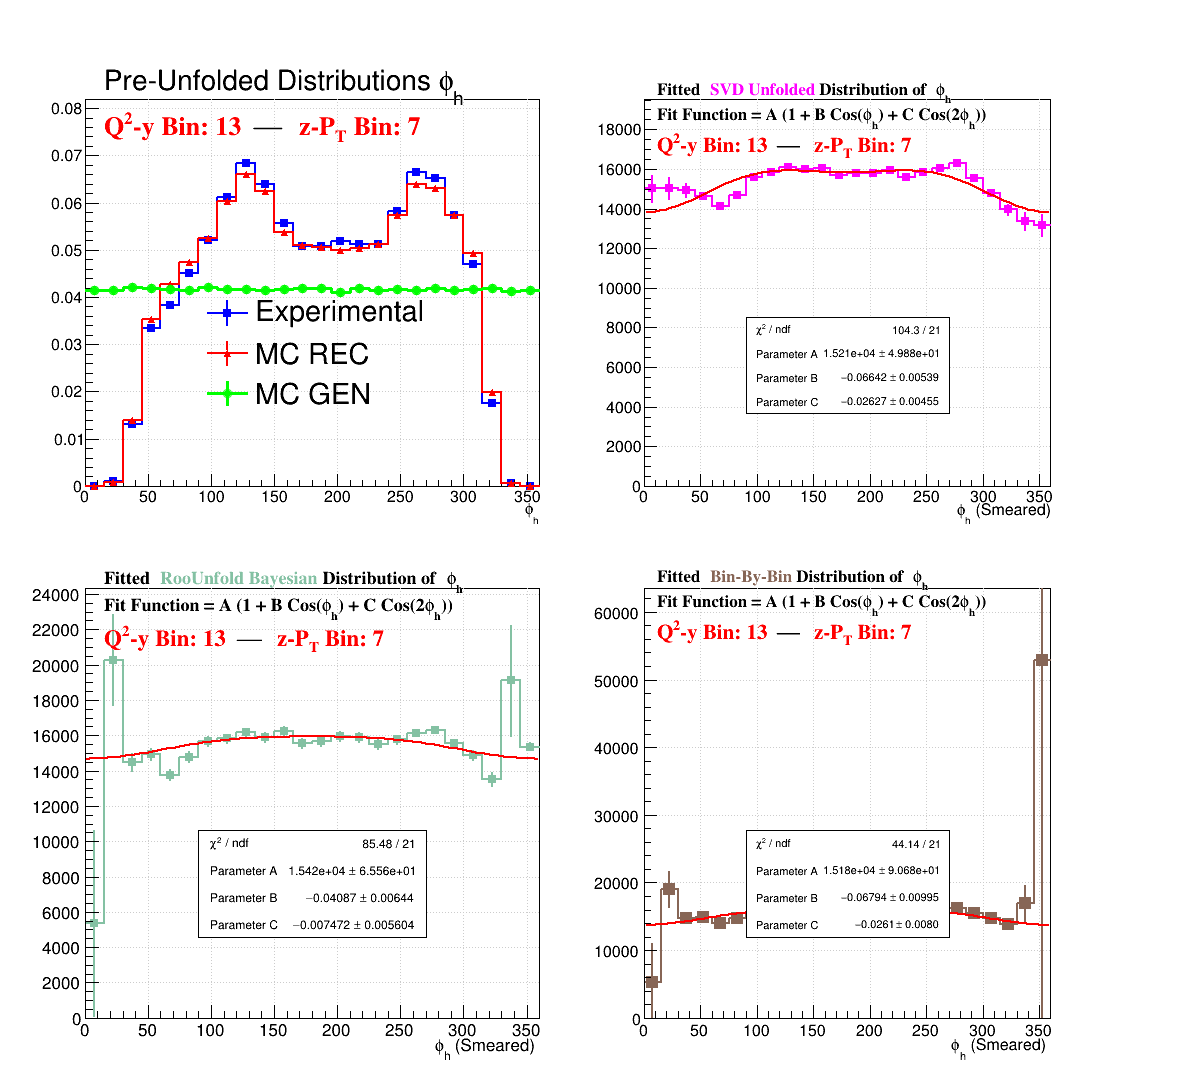 Pre-Unfolded Distributions ϕh
Q²-y Bin: 13 — z-PT Bin: 7
0.08
0.07
0.06
0.05
0.04
0.03
0.02
0.01
0
Experimental
MC REC
MC GEN
0 50 100 150 200 250 300 350
ϕh
Fitted SVD Unfolded Distribution of ϕh
Fit Function = A (1 + B Cos(ϕh) + C Cos(2ϕh))
Q²-y Bin: 13 — z-PT Bin: 7
18000
16000
14000
12000
10000
8000
6000
4000
2000
0
χ² / ndf 104.3 / 21
Parameter A 1.521e+04 ± 4.988e+01
Parameter B −0.06642 ± 0.00539
Parameter C −0.02627 ± 0.00455
0 50 100 150 200 250 300 350
ϕh (Smeared)
Fitted RooUnfold Bayesian Distribution of ϕh
Fit Function = A (1 + B Cos(ϕh) + C Cos(2ϕh))
Q²-y Bin: 13 — z-PT Bin: 7
24000
22000
20000
18000
16000
14000
12000
10000
8000
6000
4000
2000
0
χ² / ndf 85.48 / 21
Parameter A 1.542e+04 ± 6.556e+01
Parameter B −0.04087 ± 0.00644
Parameter C −0.007472 ± 0.005604
0 50 100 150 200 250 300 350
ϕh (Smeared)
Fitted Bin-By-Bin Distribution of ϕh
Fit Function = A (1 + B Cos(ϕh) + C Cos(2ϕh))
Q²-y Bin: 13 — z-PT Bin: 7
60000
50000
40000
30000
20000
10000
0
χ² / ndf 44.14 / 21
Parameter A 1.518e+04 ± 9.068e+01
Parameter B −0.06794 ± 0.00995
Parameter C −0.0261 ± 0.0080
0 50 100 150 200 250 300 350
ϕh (Smeared)